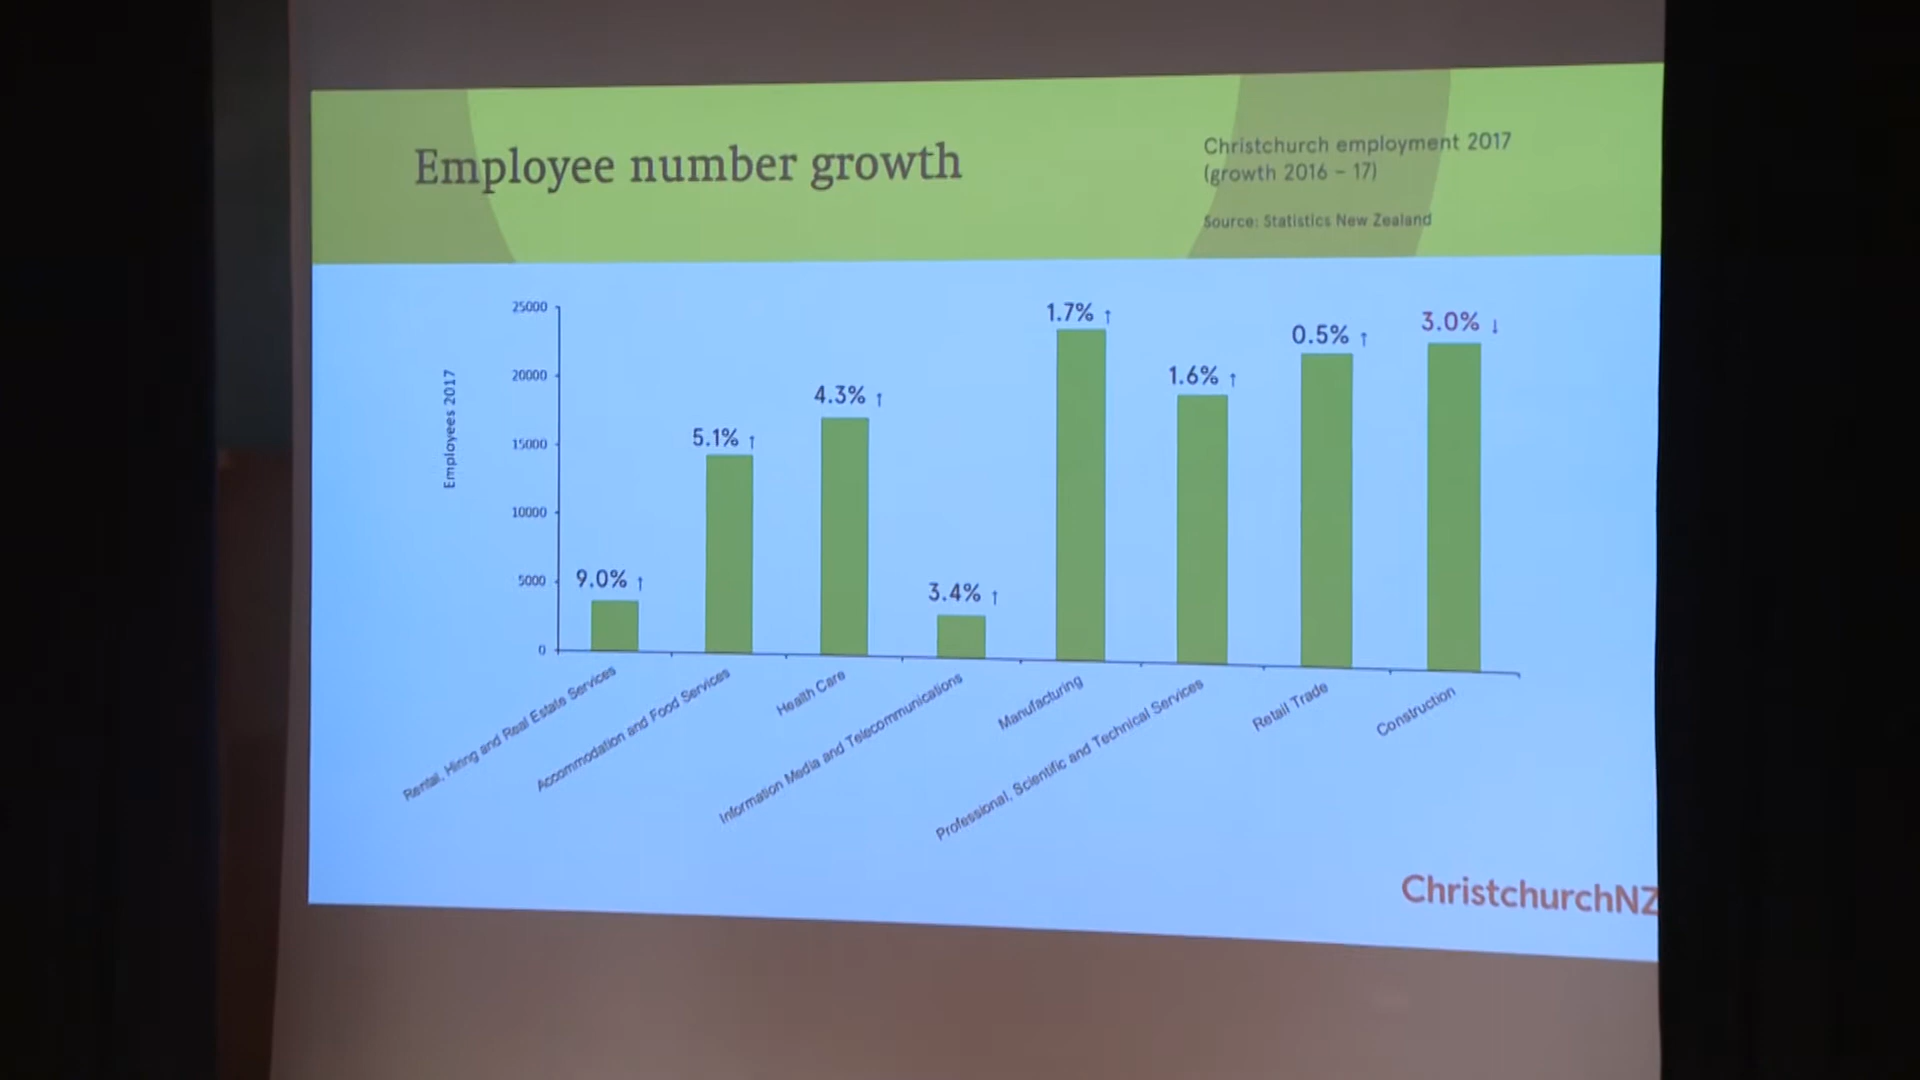 Employee number growth
Christchurch employment 2017
(growth 2016 – 17)
Source: Statistics New Zealand
Employees 2017
25000
20000
15000
10000
5000
0
9.0% ↑
5.1% ↑
4.3% ↑
3.4% ↑
1.7% ↑
1.6% ↑
0.5% ↑
3.0% ↓
Rental, Hiring and Real Estate Services
Accommodation and Food Services
Health Care
Information Media and Telecommunications
Manufacturing
Professional, Scientific and Technical Services
Retail Trade
Construction
ChristchurchNZ